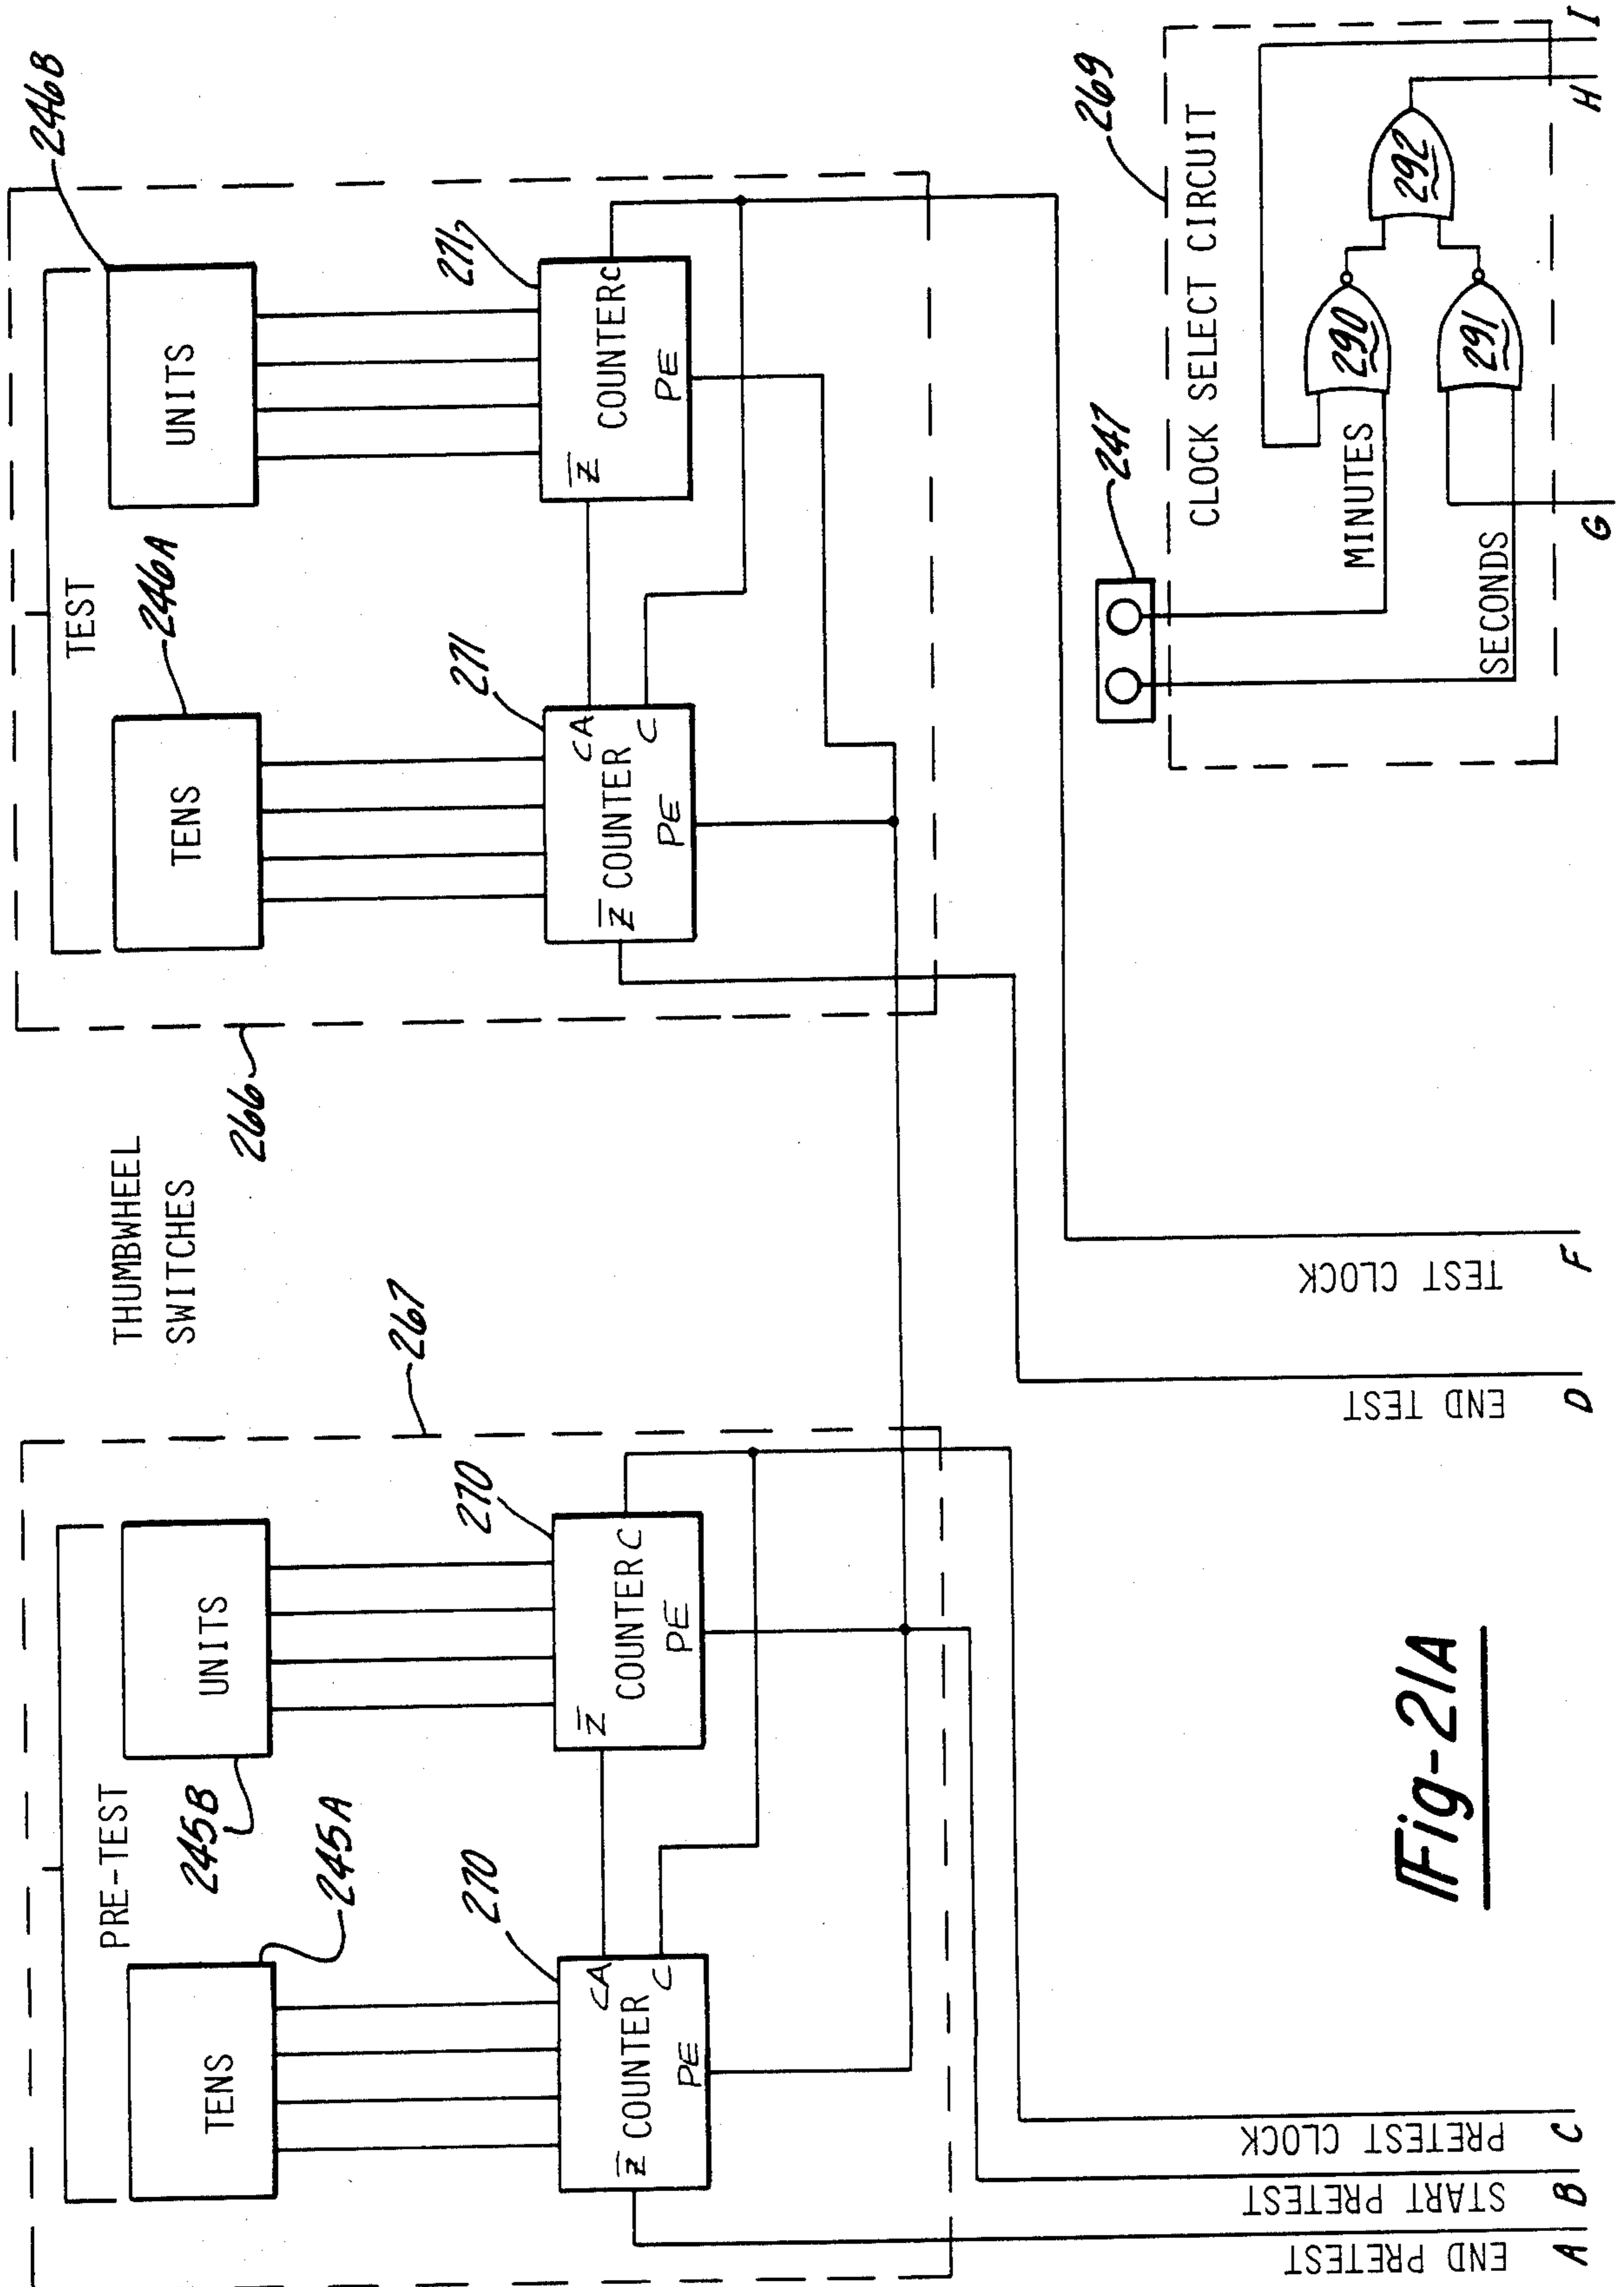 PRE-TEST
TENS
245A
UNITS
245B
270
COUNTER
Z̅
CA
C
PE
270
COUNTER
Z̅
C
PE
267
THUMBWHEEL
SWITCHES
266
TEST
TENS
246A
UNITS
246B
271
COUNTER
Z̅
CA
C
PE
271
COUNTER
Z̅
C
PE
END PRETEST
A
START PRETEST
B
PRETEST CLOCK
C
END TEST
D
TEST CLOCK
F
247
269
CLOCK SELECT CIRCUIT
MINUTES
SECONDS
290
291
292
G
H
I
Fig-21A